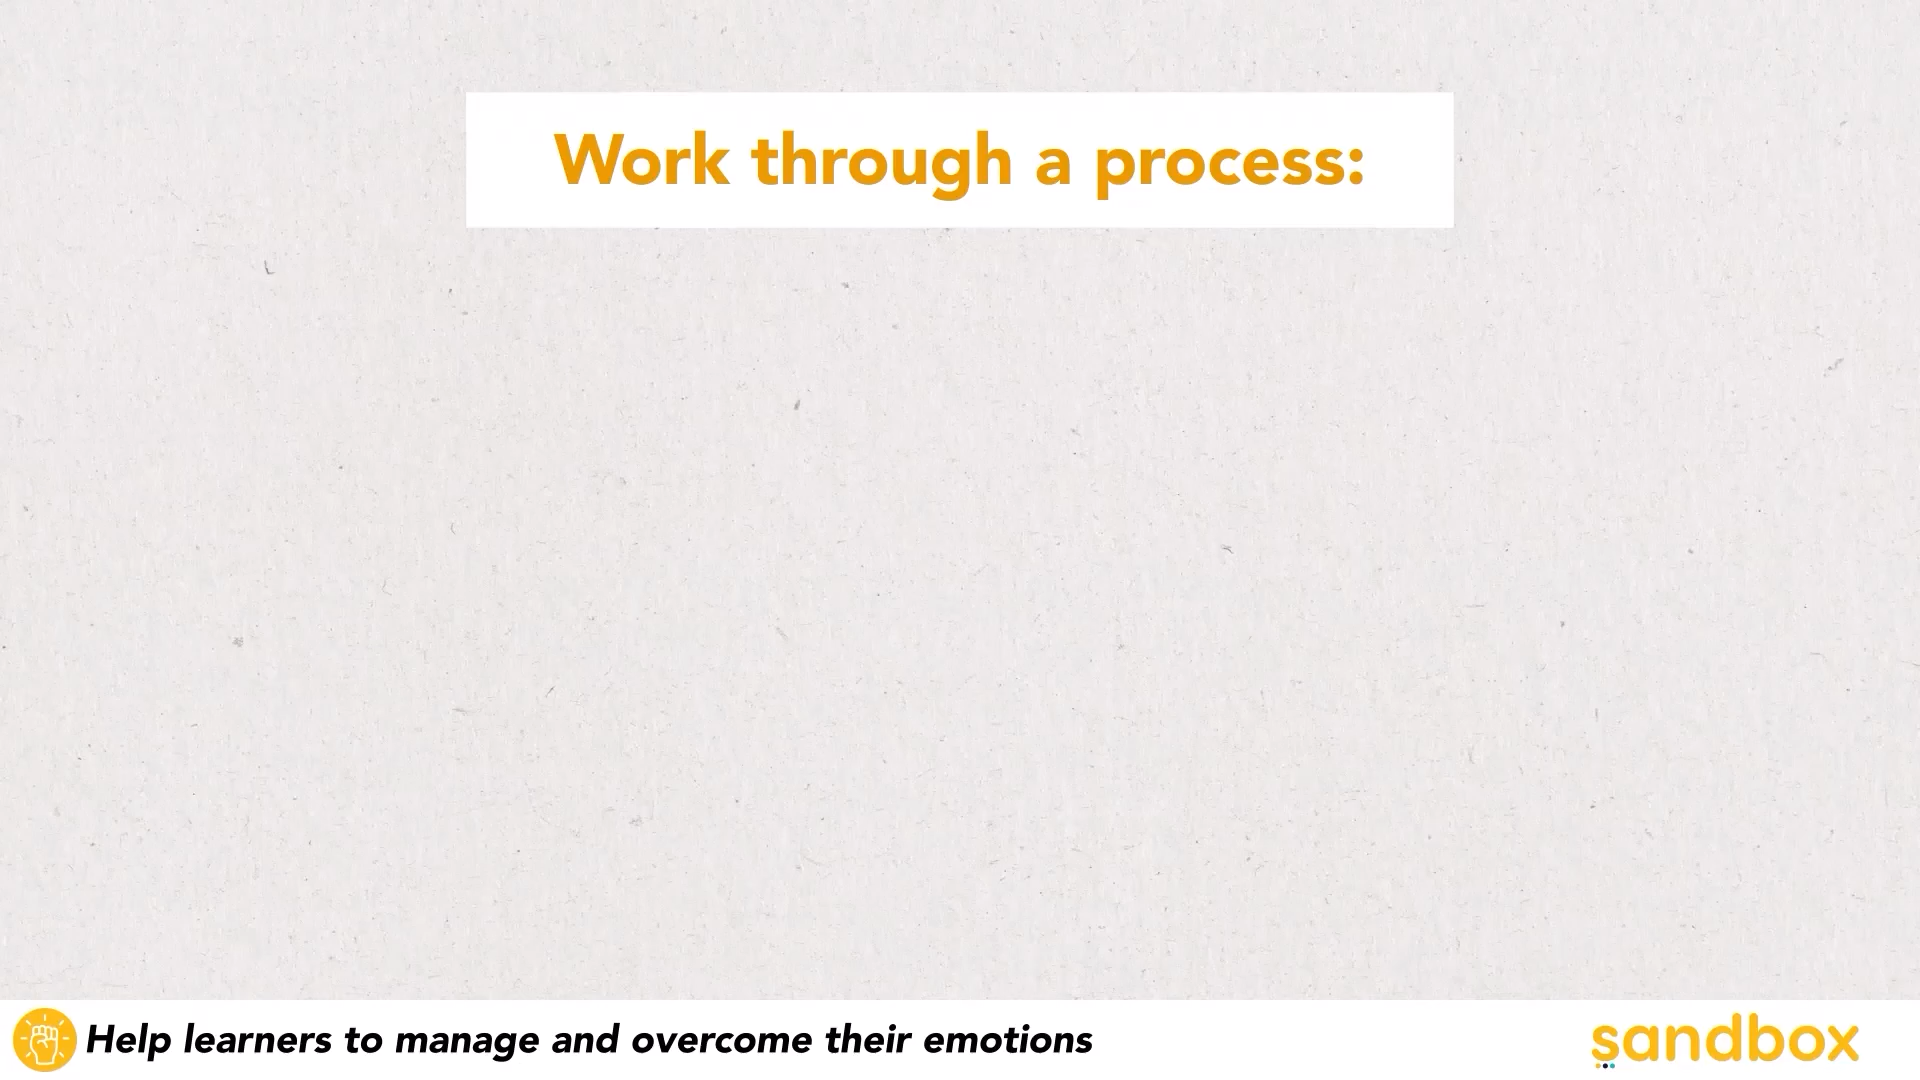 Work through a process:
Help learners to manage and overcome their emotions
sandbox